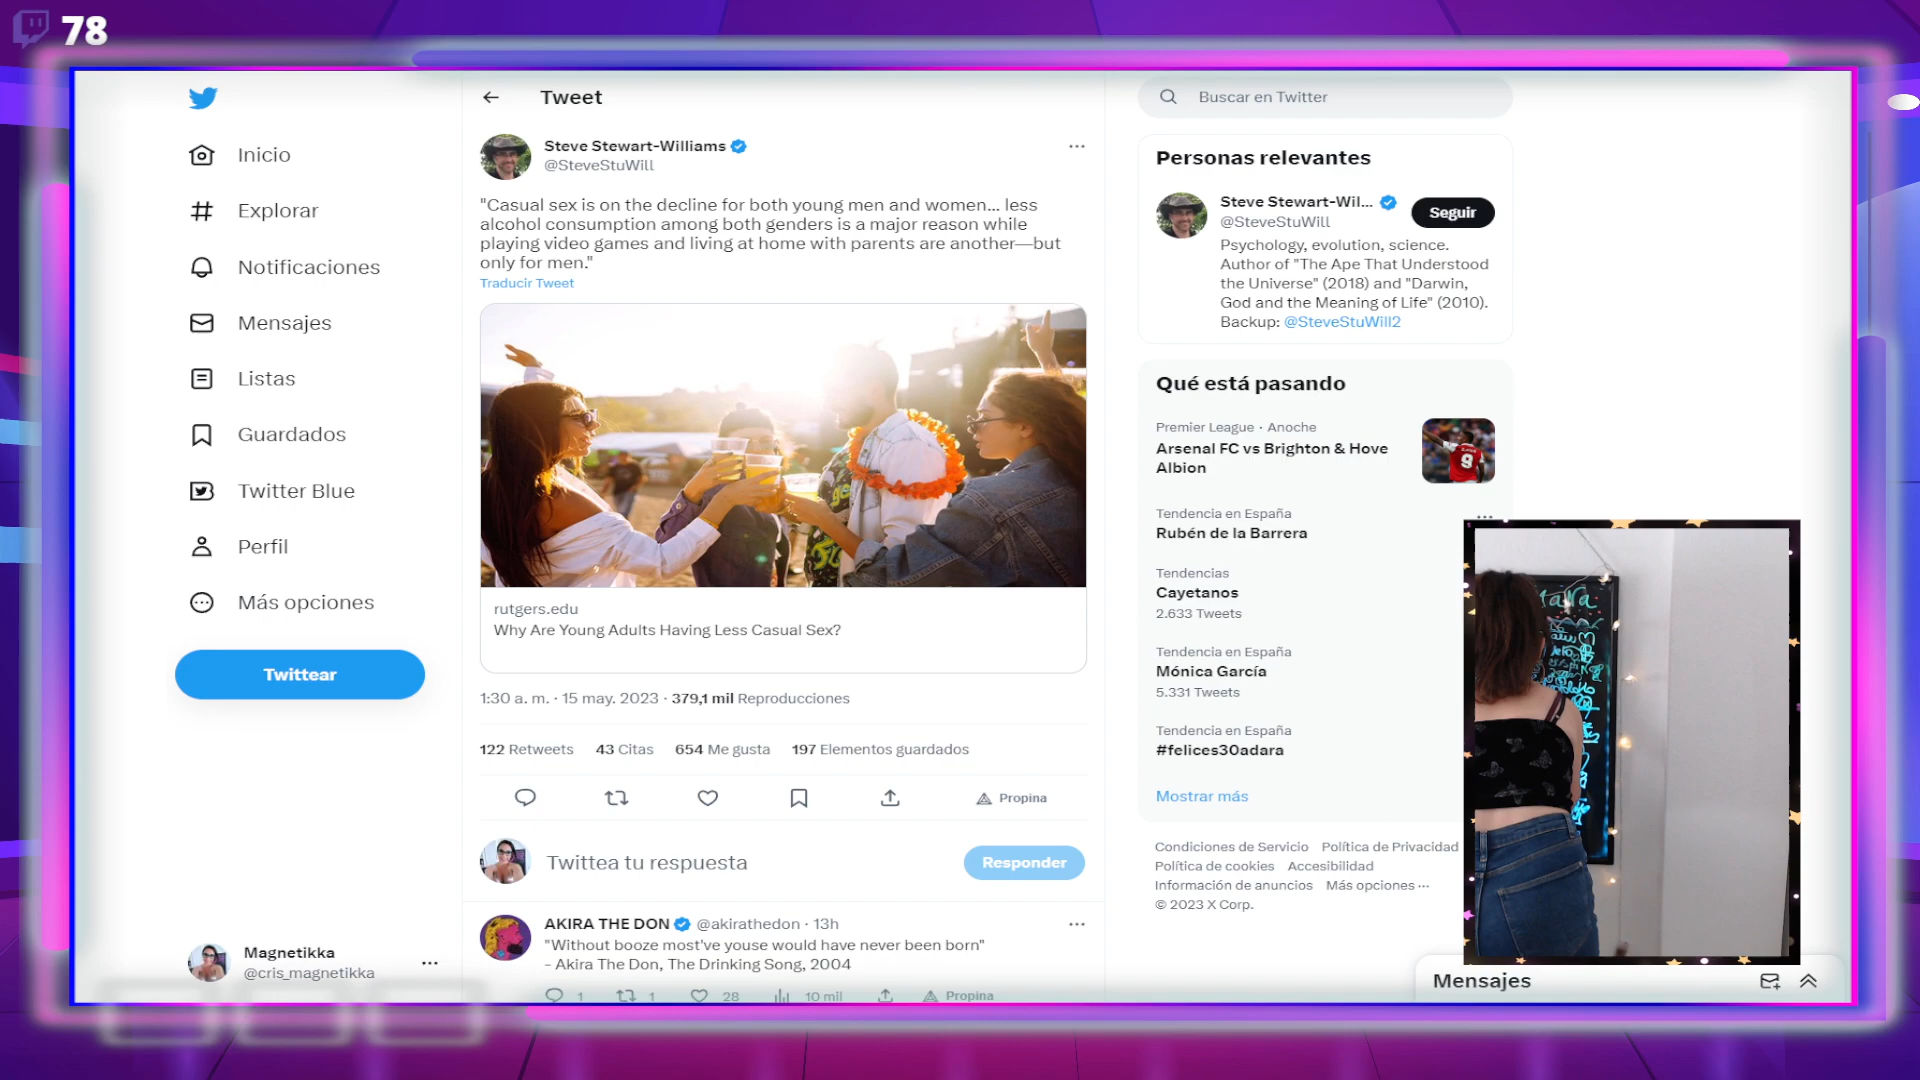 78
Tweet
Buscar en Twitter
Inicio
Explorar
Notificaciones
Mensajes
Listas
Guardados
Twitter Blue
Perfil
Más opciones
Twittear
Magnetikka
@cris_magnetikka
Steve Stewart-Williams
@SteveStuWill
"Casual sex is on the decline for both young men and women... less
alcohol consumption among both genders is a major reason while
playing video games and living at home with parents are another—but
only for men."
Traducir Tweet
rutgers.edu
Why Are Young Adults Having Less Casual Sex?
1:30 a. m. · 15 may. 2023 · 379,1 mil Reproducciones
122 Retweets 43 Citas 654 Me gusta 197 Elementos guardados
Propina
Twittea tu respuesta
Responder
AKIRA THE DON @akirathedon · 13h
"Without booze most've youse would have never been born"
- Akira The Don, The Drinking Song, 2004
1 1 28 10 mil Propina
Personas relevantes
Steve Stewart-Wil...
@SteveStuWill
Seguir
Psychology, evolution, science.
Author of "The Ape That Understood
the Universe" (2018) and "Darwin,
God and the Meaning of Life" (2010).
Backup: @SteveStuWill2
Qué está pasando
Premier League · Anoche
Arsenal FC vs Brighton & Hove
Albion
9
Tendencia en España
Rubén de la Barrera
Tendencias
Cayetanos
2.633 Tweets
Tendencia en España
Mónica García
5.331 Tweets
Tendencia en España
#felices30adara
Mostrar más
Condiciones de Servicio Política de Privacidad
Política de cookies Accesibilidad
Información de anuncios Más opciones ···
© 2023 X Corp.
Mensajes